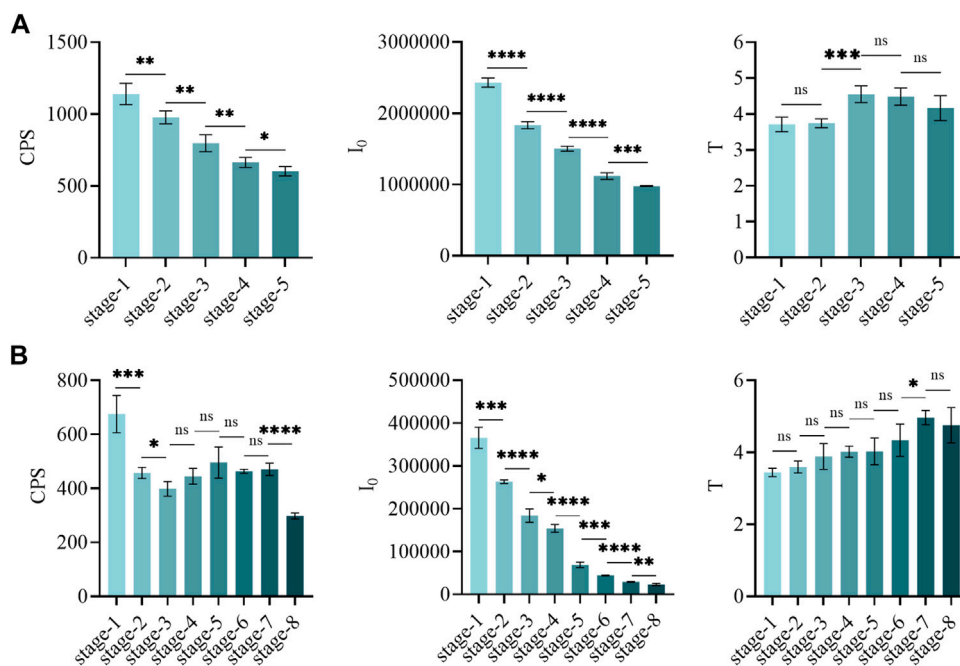 A
1500
1000
500
0
CPS
**
**
**
*
stage-1
stage-2
stage-3
stage-4
stage-5
3000000
2000000
1000000
0
I0
****
****
****
***
stage-1
stage-2
stage-3
stage-4
stage-5
6
5
4
3
2
1
0
T
ns
***
ns
ns
stage-1
stage-2
stage-3
stage-4
stage-5
B
800
600
400
200
0
CPS
***
*
ns
ns
ns
ns
****
stage-1
stage-2
stage-3
stage-4
stage-5
stage-6
stage-7
stage-8
500000
400000
300000
200000
100000
0
I0
***
****
*
****
***
****
**
stage-1
stage-2
stage-3
stage-4
stage-5
stage-6
stage-7
stage-8
6
4
2
0
T
ns
ns
ns
ns
ns
*
ns
stage-1
stage-2
stage-3
stage-4
stage-5
stage-6
stage-7
stage-8